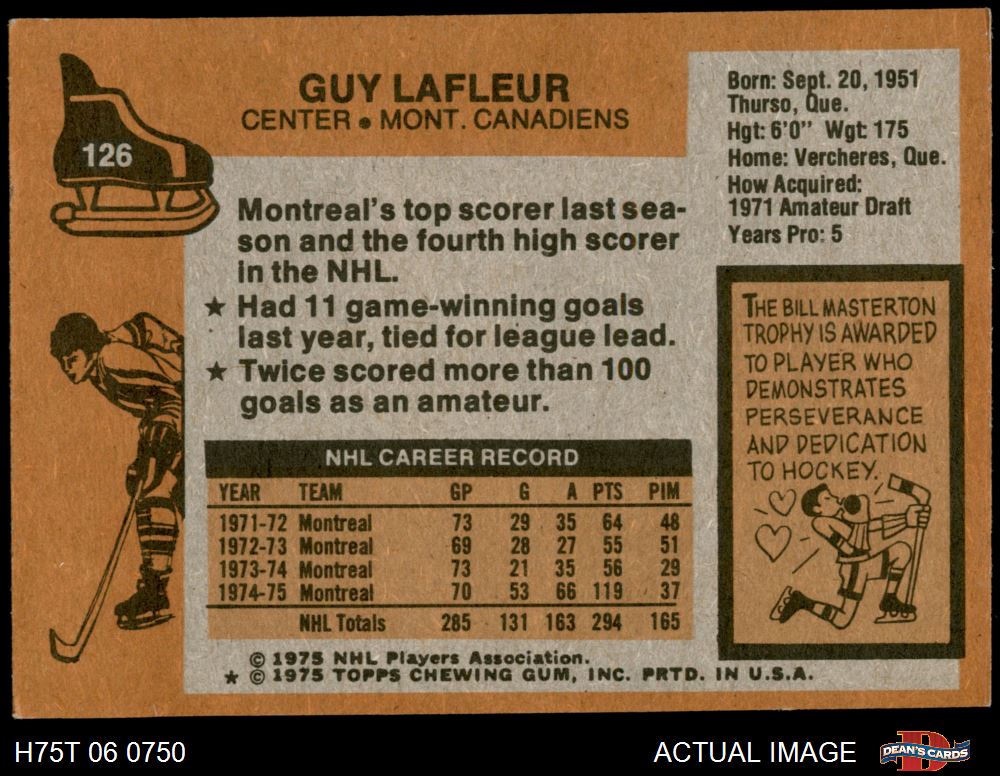 126
GUY LAFLEUR
CENTER • MONT. CANADIENS
Born: Sept. 20, 1951
Thurso, Que.
Hgt: 6'0" Wgt: 175
Home: Vercheres, Que.
How Acquired:
1971 Amateur Draft
Years Pro: 5
Montreal's top scorer last sea-
son and the fourth high scorer
in the NHL.
★ Had 11 game-winning goals
last year, tied for league lead.
★ Twice scored more than 100
goals as an amateur.
THE BILL MASTERTON
TROPHY IS AWARDED
TO PLAYER WHO
DEMONSTRATES
PERSEVERANCE
AND DEDICATION
TO HOCKEY.
NHL CAREER RECORD
YEAR TEAM GP G A PTS PIM
1971-72 Montreal 73 29 35 64 48
1972-73 Montreal 69 28 27 55 51
1973-74 Montreal 73 21 35 56 29
1974-75 Montreal 70 53 66 119 37
NHL Totals 285 131 163 294 165
© 1975 NHL Players Association.
★ © 1975 TOPPS CHEWING GUM, INC. PRTD. IN U.S.A.
H75T 06 0750
ACTUAL IMAGE
D
DEAN'S CARDS